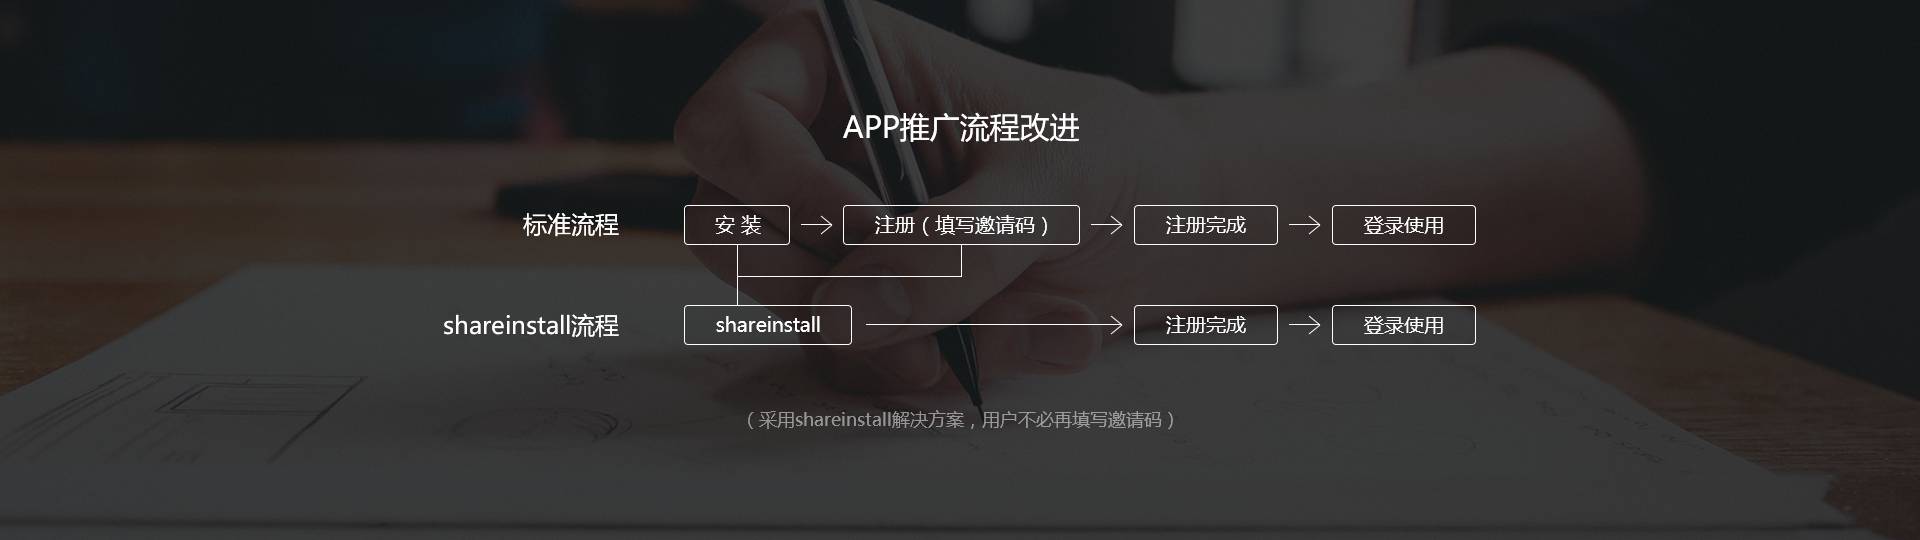 APP推广流程改进
标准流程 安装 注册（填写邀请码） 注册完成 登录使用
shareinstall流程 shareinstall 注册完成 登录使用
（采用shareinstall解决方案，用户不必再填写邀请码）